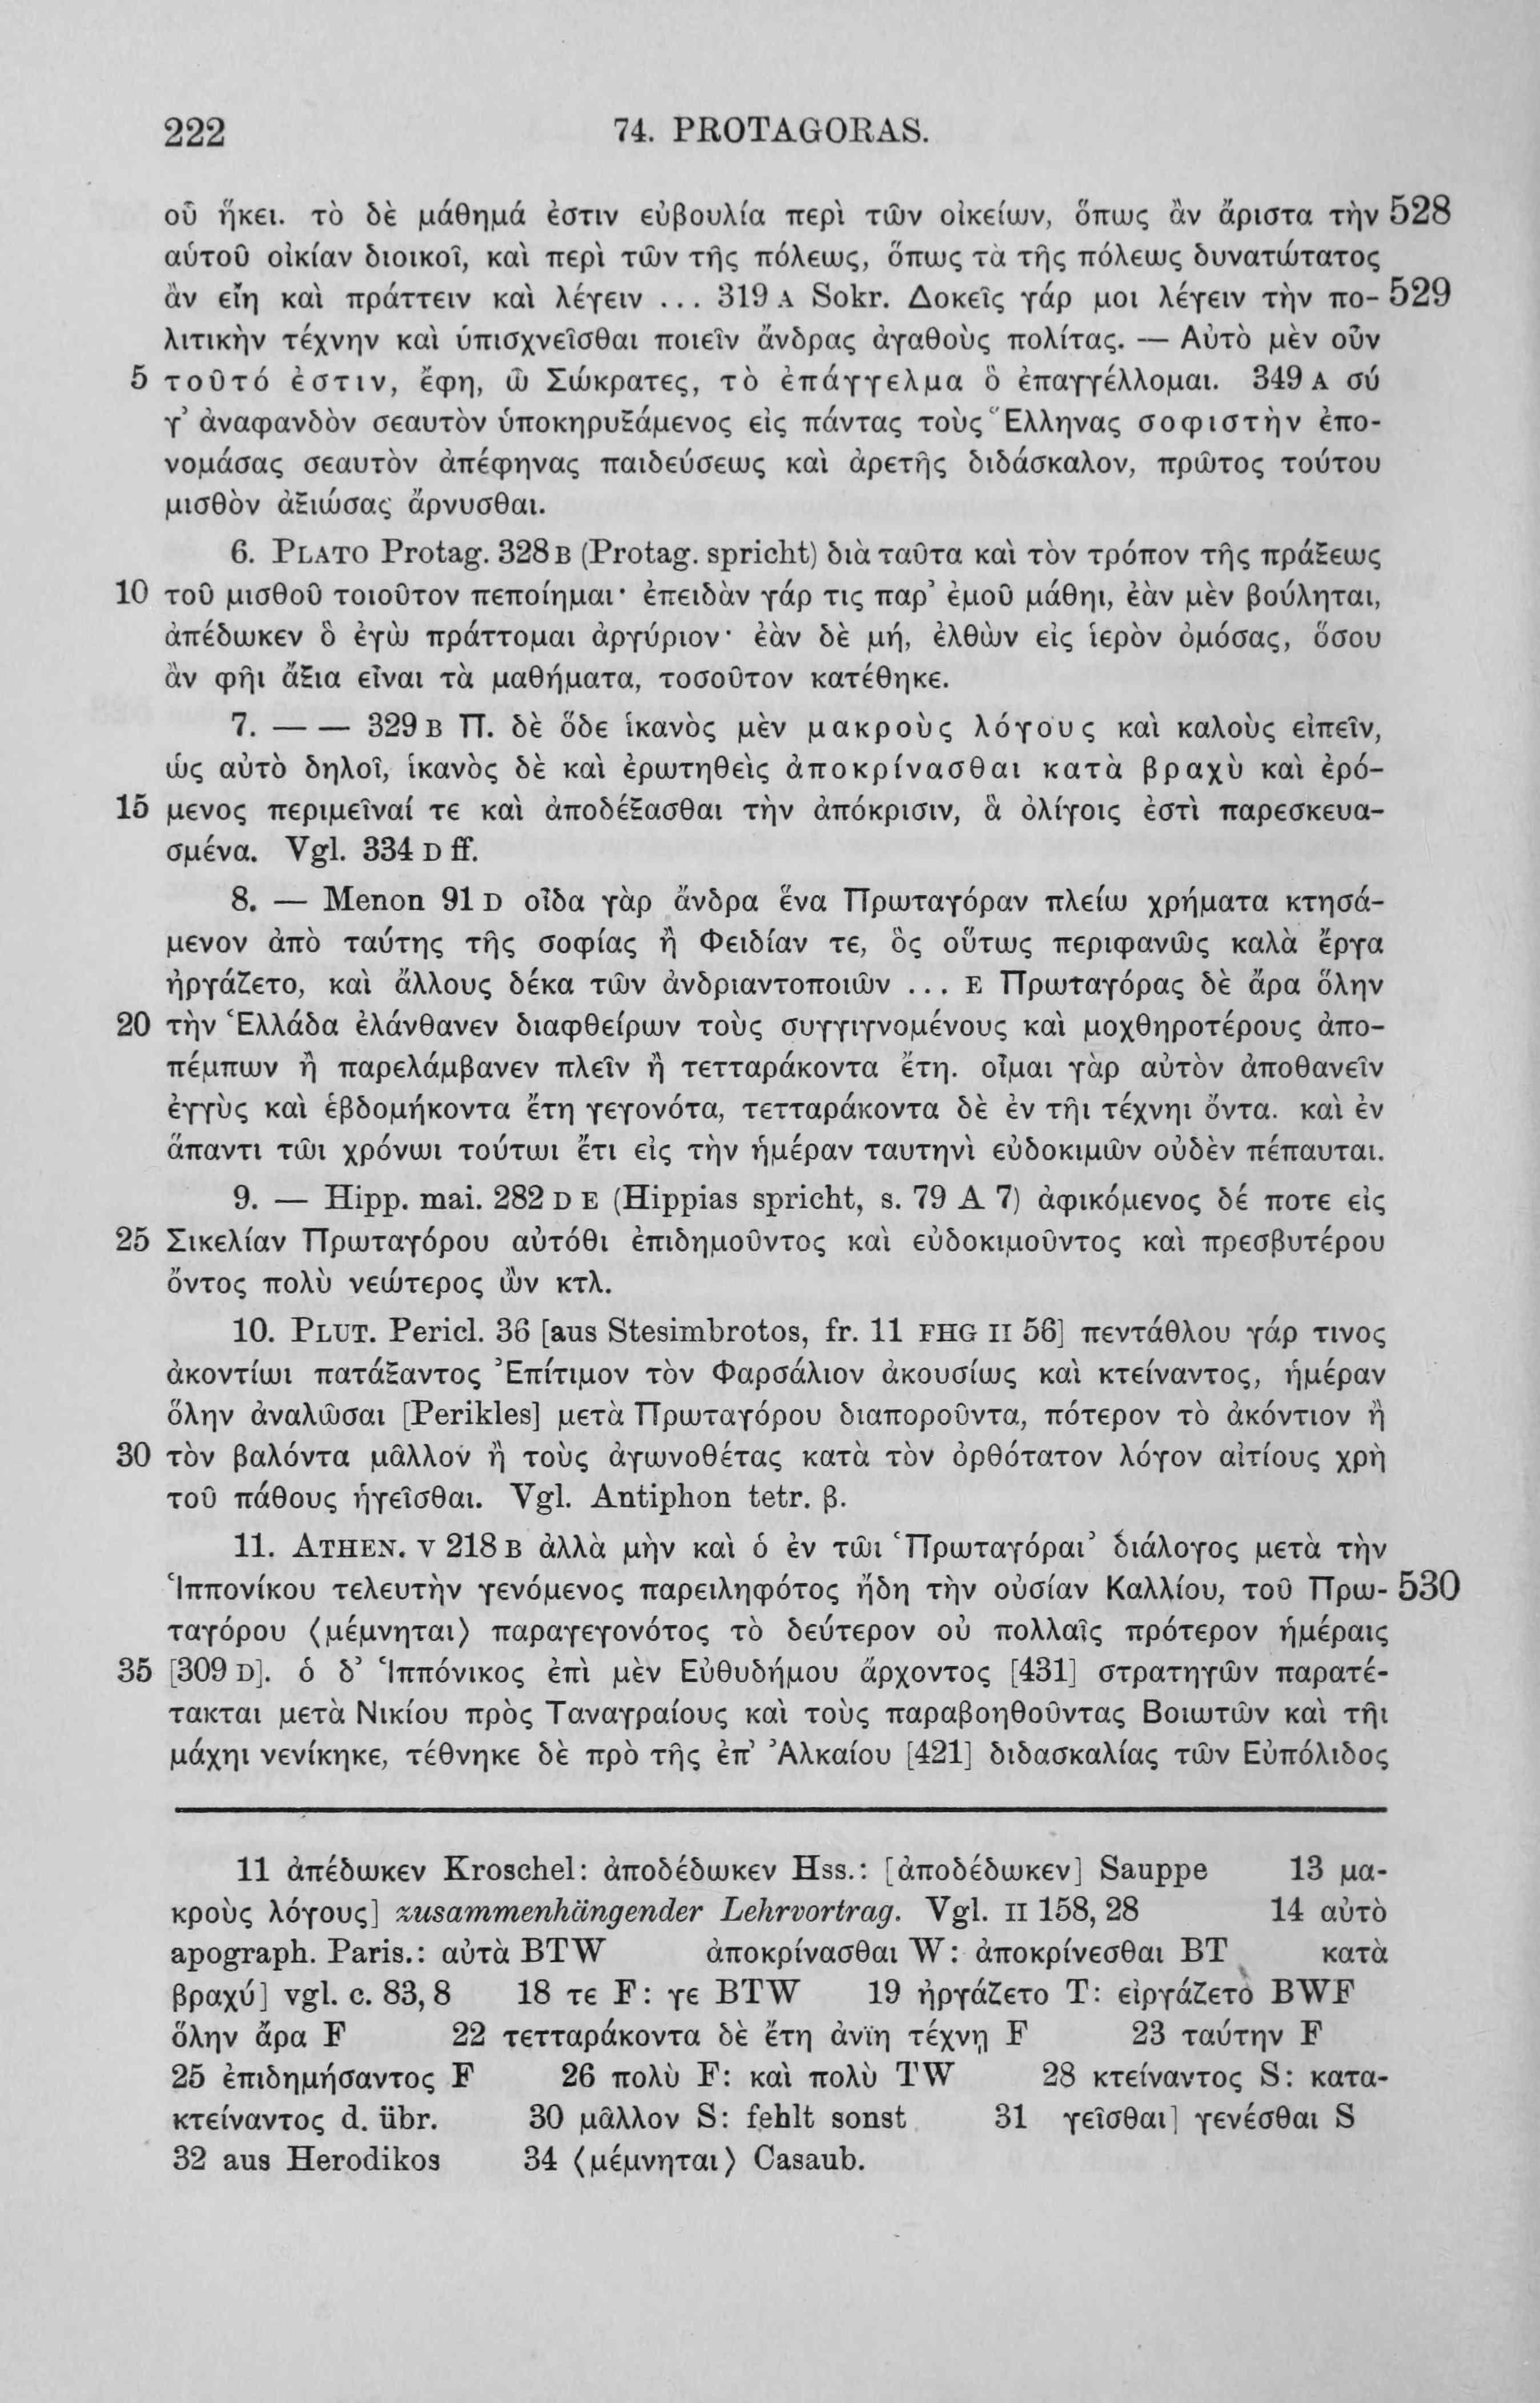 222 74. PROTAGORAS.
οὗ ἥκει. τὸ δὲ μάθημά ἐστιν εὐβουλία περὶ τῶν οἰκείων, ὅπως ἂν ἄριστα τὴν 528
αὑτοῦ οἰκίαν διοικοῖ, καὶ περὶ τῶν τῆς πόλεως, ὅπως τὰ τῆς πόλεως δυνατώτατος
ἂν εἴη καὶ πράττειν καὶ λέγειν ... 319 A Sokr. Δοκεῖς γάρ μοι λέγειν τὴν πο- 529
λιτικὴν τέχνην καὶ ὑπισχνεῖσθαι ποιεῖν ἄνδρας ἀγαθοὺς πολίτας. — Αὐτὸ μὲν οὖν
5 τοῦτό ἐστιν, ἔφη, ὦ Σώκρατες, τὸ ἐπάγγελμα ὃ ἐπαγγέλλομαι. 349 A σύ
γ᾽ ἀναφανδὸν σεαυτὸν ὑποκηρυξάμενος εἰς πάντας τοὺς Ἕλληνας σοφιστὴν ἐπο-
νομάσας σεαυτὸν ἀπέφηνας παιδεύσεως καὶ ἀρετῆς διδάσκαλον, πρῶτος τούτου
μισθὸν ἀξιώσας ἄρνυσθαι.
6. PLATO Protag. 328 B (Protag. spricht) διὰ ταῦτα καὶ τὸν τρόπον τῆς πράξεως
10 τοῦ μισθοῦ τοιοῦτον πεποίημαι· ἐπειδὰν γάρ τις παρ᾽ ἐμοῦ μάθηι, ἐὰν μὲν βούληται,
ἀπέδωκεν ὃ ἐγὼ πράττομαι ἀργύριον· ἐὰν δὲ μή, ἐλθὼν εἰς ἱερὸν ὀμόσας, ὅσου
ἂν φῆι ἄξια εἶναι τὰ μαθήματα, τοσοῦτον κατέθηκε.
7. — — 329 B Π. δὲ ὅδε ἱκανὸς μὲν μακροὺς λόγους καὶ καλοὺς εἰπεῖν,
ὡς αὐτὸ δηλοῖ, ἱκανὸς δὲ καὶ ἐρωτηθεὶς ἀποκρίνασθαι κατὰ βραχὺ καὶ ἐρό-
15 μενος περιμεῖναί τε καὶ ἀποδέξασθαι τὴν ἀπόκρισιν, ἃ ὀλίγοις ἐστὶ παρεσκευα-
σμένα. Vgl. 334 D ff.
8. — Menon 91 D οἶδα γὰρ ἄνδρα ἕνα Πρωταγόραν πλείω χρήματα κτησά-
μενον ἀπὸ ταύτης τῆς σοφίας ἢ Φειδίαν τε, ὃς οὕτως περιφανῶς καλὰ ἔργα
ἠργάζετο, καὶ ἄλλους δέκα τῶν ἀνδριαντοποιῶν ... E Πρωταγόρας δὲ ἄρα ὅλην
20 τὴν Ἑλλάδα ἐλάνθανεν διαφθείρων τοὺς συγγιγνομένους καὶ μοχθηροτέρους ἀπο-
πέμπων ἢ παρελάμβανεν πλεῖν ἢ τετταράκοντα ἔτη. οἶμαι γὰρ αὐτὸν ἀποθανεῖν
ἐγγὺς καὶ ἑβδομήκοντα ἔτη γεγονότα, τετταράκοντα δὲ ἐν τῆι τέχνηι ὄντα. καὶ ἐν
ἅπαντι τῶι χρόνωι τούτωι ἔτι εἰς τὴν ἡμέραν ταυτηνὶ εὐδοκιμῶν οὐδὲν πέπαυται.
9. — Hipp. mai. 282 D E (Hippias spricht, s. 79 A 7) ἀφικόμενος δέ ποτε εἰς
25 Σικελίαν Πρωταγόρου αὐτόθι ἐπιδημοῦντος καὶ εὐδοκιμοῦντος καὶ πρεσβυτέρου
ὄντος πολὺ νεώτερος ὢν κτλ.
10. PLUT. Pericl. 36 [aus Stesimbrotos, fr. 11 FHG II 56] πεντάθλου γάρ τινος
ἀκοντίωι πατάξαντος Ἐπίτιμον τὸν Φαρσάλιον ἀκουσίως καὶ κτείναντος, ἡμέραν
ὅλην ἀναλῶσαι [Perikles] μετὰ Πρωταγόρου διαποροῦντα, πότερον τὸ ἀκόντιον ἢ
30 τὸν βαλόντα μᾶλλον ἢ τοὺς ἀγωνοθέτας κατὰ τὸν ὀρθότατον λόγον αἰτίους χρὴ
τοῦ πάθους ἡγεῖσθαι. Vgl. Antiphon tetr. β.
11. ATHEN. V 218 B ἀλλὰ μὴν καὶ ὁ ἐν τῶι ‘Πρωταγόραι’ διάλογος μετὰ τὴν
Ἱππονίκου τελευτὴν γενόμενος παρειληφότος ἤδη τὴν οὐσίαν Καλλίου, τοῦ Πρω- 530
ταγόρου ⟨μέμνηται⟩ παραγεγονότος τὸ δεύτερον οὐ πολλαῖς πρότερον ἡμέραις
35 [309 D]. ὁ δ᾽ Ἱππόνικος ἐπὶ μὲν Εὐθυδήμου ἄρχοντος [431] στρατηγῶν παρατέ-
τακται μετὰ Νικίου πρὸς Ταναγραίους καὶ τοὺς παραβοηθοῦντας Βοιωτῶν καὶ τῆι
μάχηι νενίκηκε, τέθνηκε δὲ πρὸ τῆς ἐπ᾽ Ἀλκαίου [421] διδασκαλίας τῶν Εὐπόλιδος
11 ἀπέδωκεν Kroschel: ἀποδέδωκεν Hss.: [ἀποδέδωκεν] Sauppe 13 μα-
κροὺς λόγους] zusammenhängender Lehrvortrag. Vgl. II 158, 28 14 αὐτὸ
apograph. Paris.: αὐτὰ BTW ἀποκρίνασθαι W: ἀποκρίνεσθαι BT κατὰ
βραχύ] vgl. c. 83, 8 18 τε F: γε BTW 19 ἠργάζετο T: εἰργάζετο BWF
ὅλην ἄρα F 22 τετταράκοντα δὲ ἔτη ἀνϊη τέχνῃ F 23 ταύτην F
25 ἐπιδημήσαντος F 26 πολὺ F: καὶ πολὺ TW 28 κτείναντος S: κατα-
κτείναντος d. übr. 30 μᾶλλον S: fehlt sonst 31 γεῖσθαι] γενέσθαι S
32 aus Herodikos 34 ⟨μέμνηται⟩ Casaub.